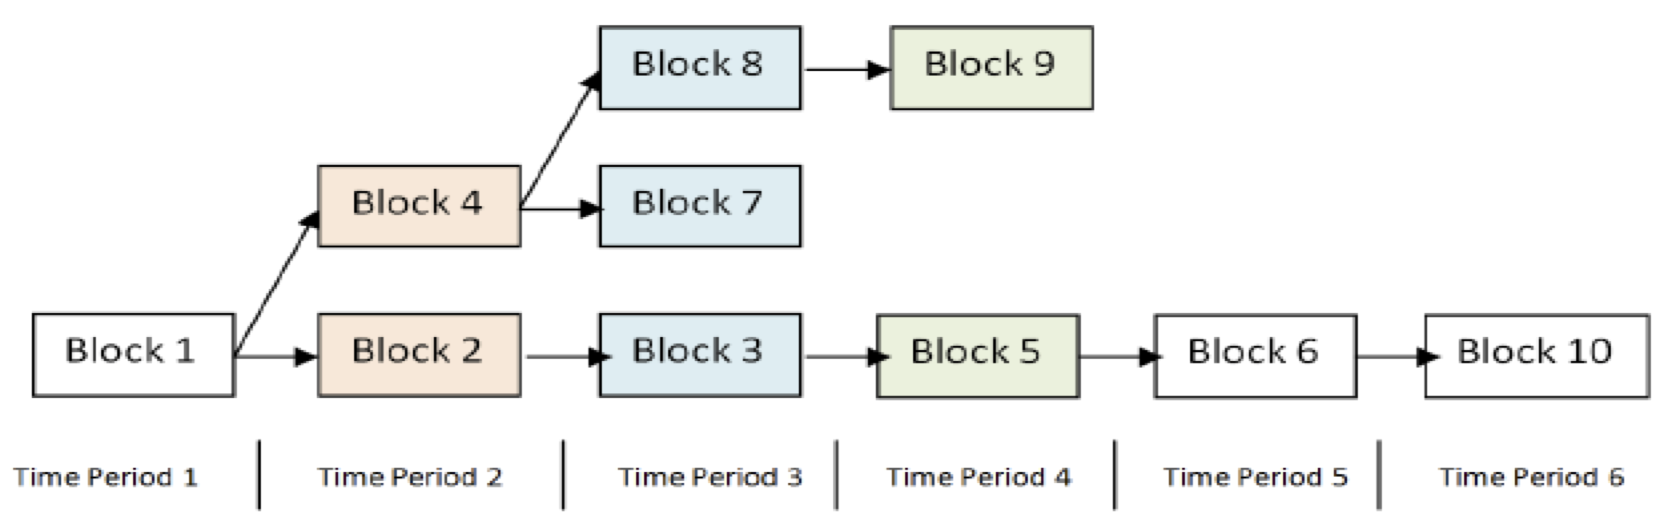 Block 8
Block 9
Block 4
Block 7
Block 1
Block 2
Block 3
Block 5
Block 6
Block 10
Time Period 1
Time Period 2
Time Period 3
Time Period 4
Time Period 5
Time Period 6